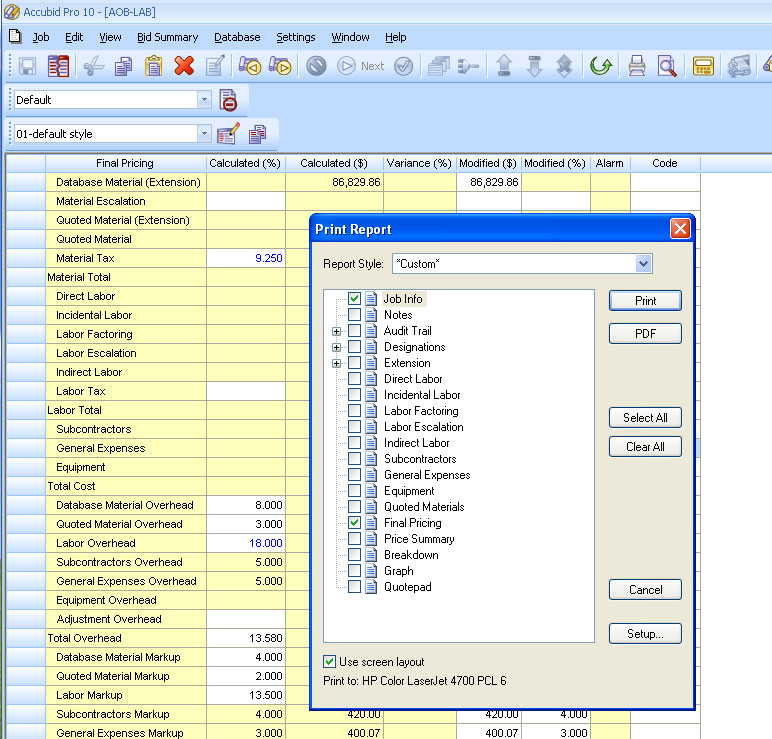 Accubid Pro 10 - [AOB-LAB]
Job Edit View Bid Summary Database Settings Window Help
Next
Default
01-default style
Final Pricing Calculated (%) Calculated ($) Variance (%) Modified ($) Modified (%) Alarm Code
Database Material (Extension) 86,829.86 86,829.86
Material Escalation
Quoted Material (Extension)
Quoted Material
Material Tax 9.250
Material Total
Direct Labor
Incidental Labor
Labor Factoring
Labor Escalation
Indirect Labor
Labor Tax
Labor Total
Subcontractors
General Expenses
Equipment
Total Cost
Database Material Overhead 8.000
Quoted Material Overhead 3.000
Labor Overhead 18.000
Subcontractors Overhead 5.000
General Expenses Overhead 5.000
Equipment Overhead
Adjustment Overhead
Total Overhead 13.580
Database Material Markup 4.000
Quoted Material Markup 2.000
Labor Markup 13.500
Subcontractors Markup 4.000 420.00 420.00 4.000
General Expenses Markup 3.000 400.07 400.07 3.000
Print Report
Report Style: *Custom*
Job Info
Notes
Audit Trail
Designations
Extension
Direct Labor
Incidental Labor
Labor Factoring
Labor Escalation
Indirect Labor
Subcontractors
General Expenses
Equipment
Quoted Materials
Final Pricing
Price Summary
Breakdown
Graph
Quotepad
Print
PDF
Select All
Clear All
Cancel
Setup...
Use screen layout
Print to: HP Color LaserJet 4700 PCL 6